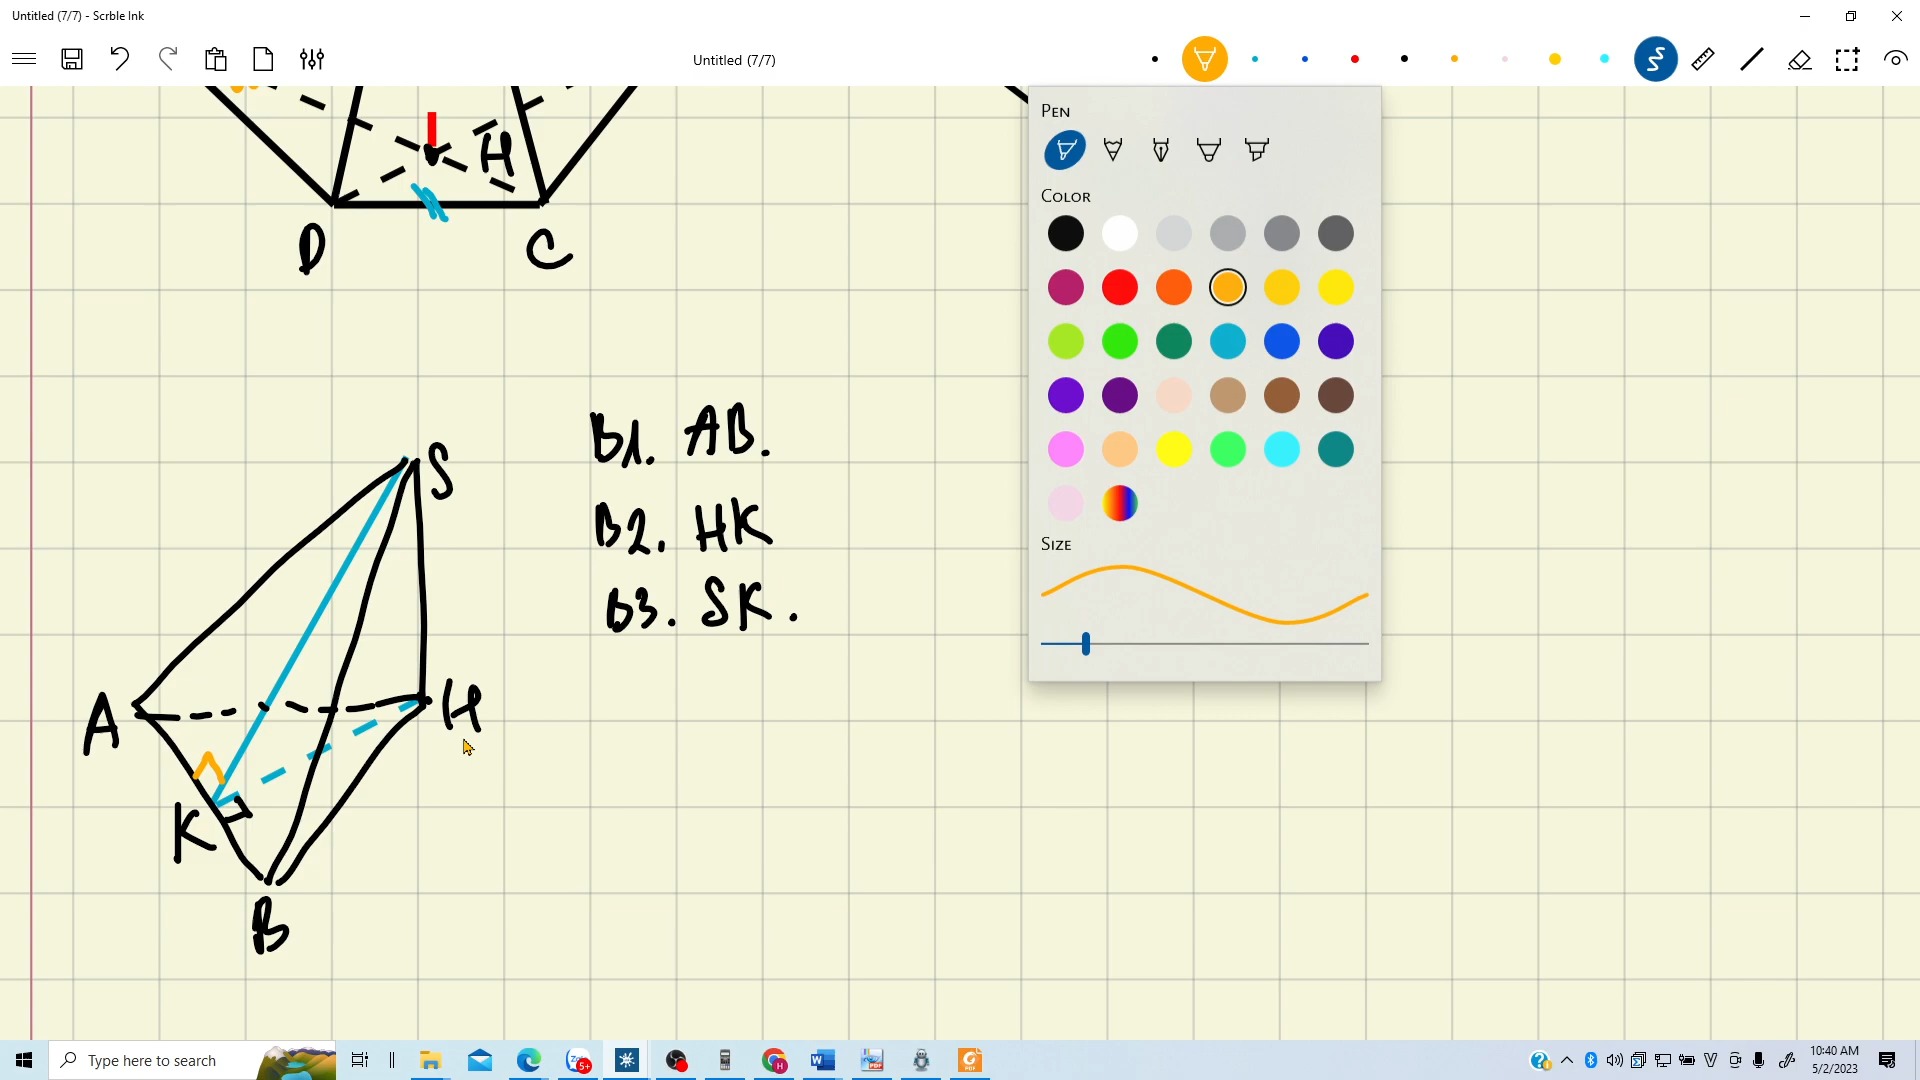 Untitled (7/7) - Scrble Ink
Untitled (7/7)
PEN
COLOR
SIZE
H
D
C
S
A
H
K
B
B1. AB.
B2. HK
B3. SK.
Type here to search
5+
10:40 AM
5/2/2023